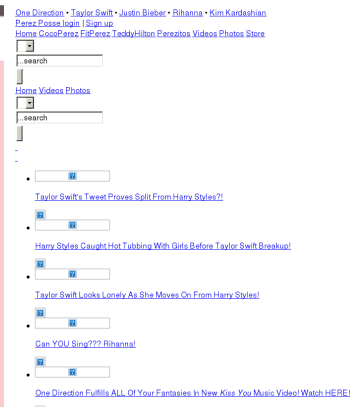 One Direction • Taylor Swift • Justin Bieber • Rihanna • Kim Kardashian
Perez Posse login | Sign up
Home CocoPerez FitPerez TeddyHilton Perezitos Videos Photos Store
...search
Home Videos Photos
...search
Taylor Swift's Tweet Proves Split From Harry Styles?!
Harry Styles Caught Hot Tubbing With Girls Before Taylor Swift Breakup!
Taylor Swift Looks Lonely As She Moves On From Harry Styles!
Can YOU Sing??? Rihanna!
One Direction Fulfills ALL Of Your Fantasies In New Kiss You Music Video! Watch HERE!